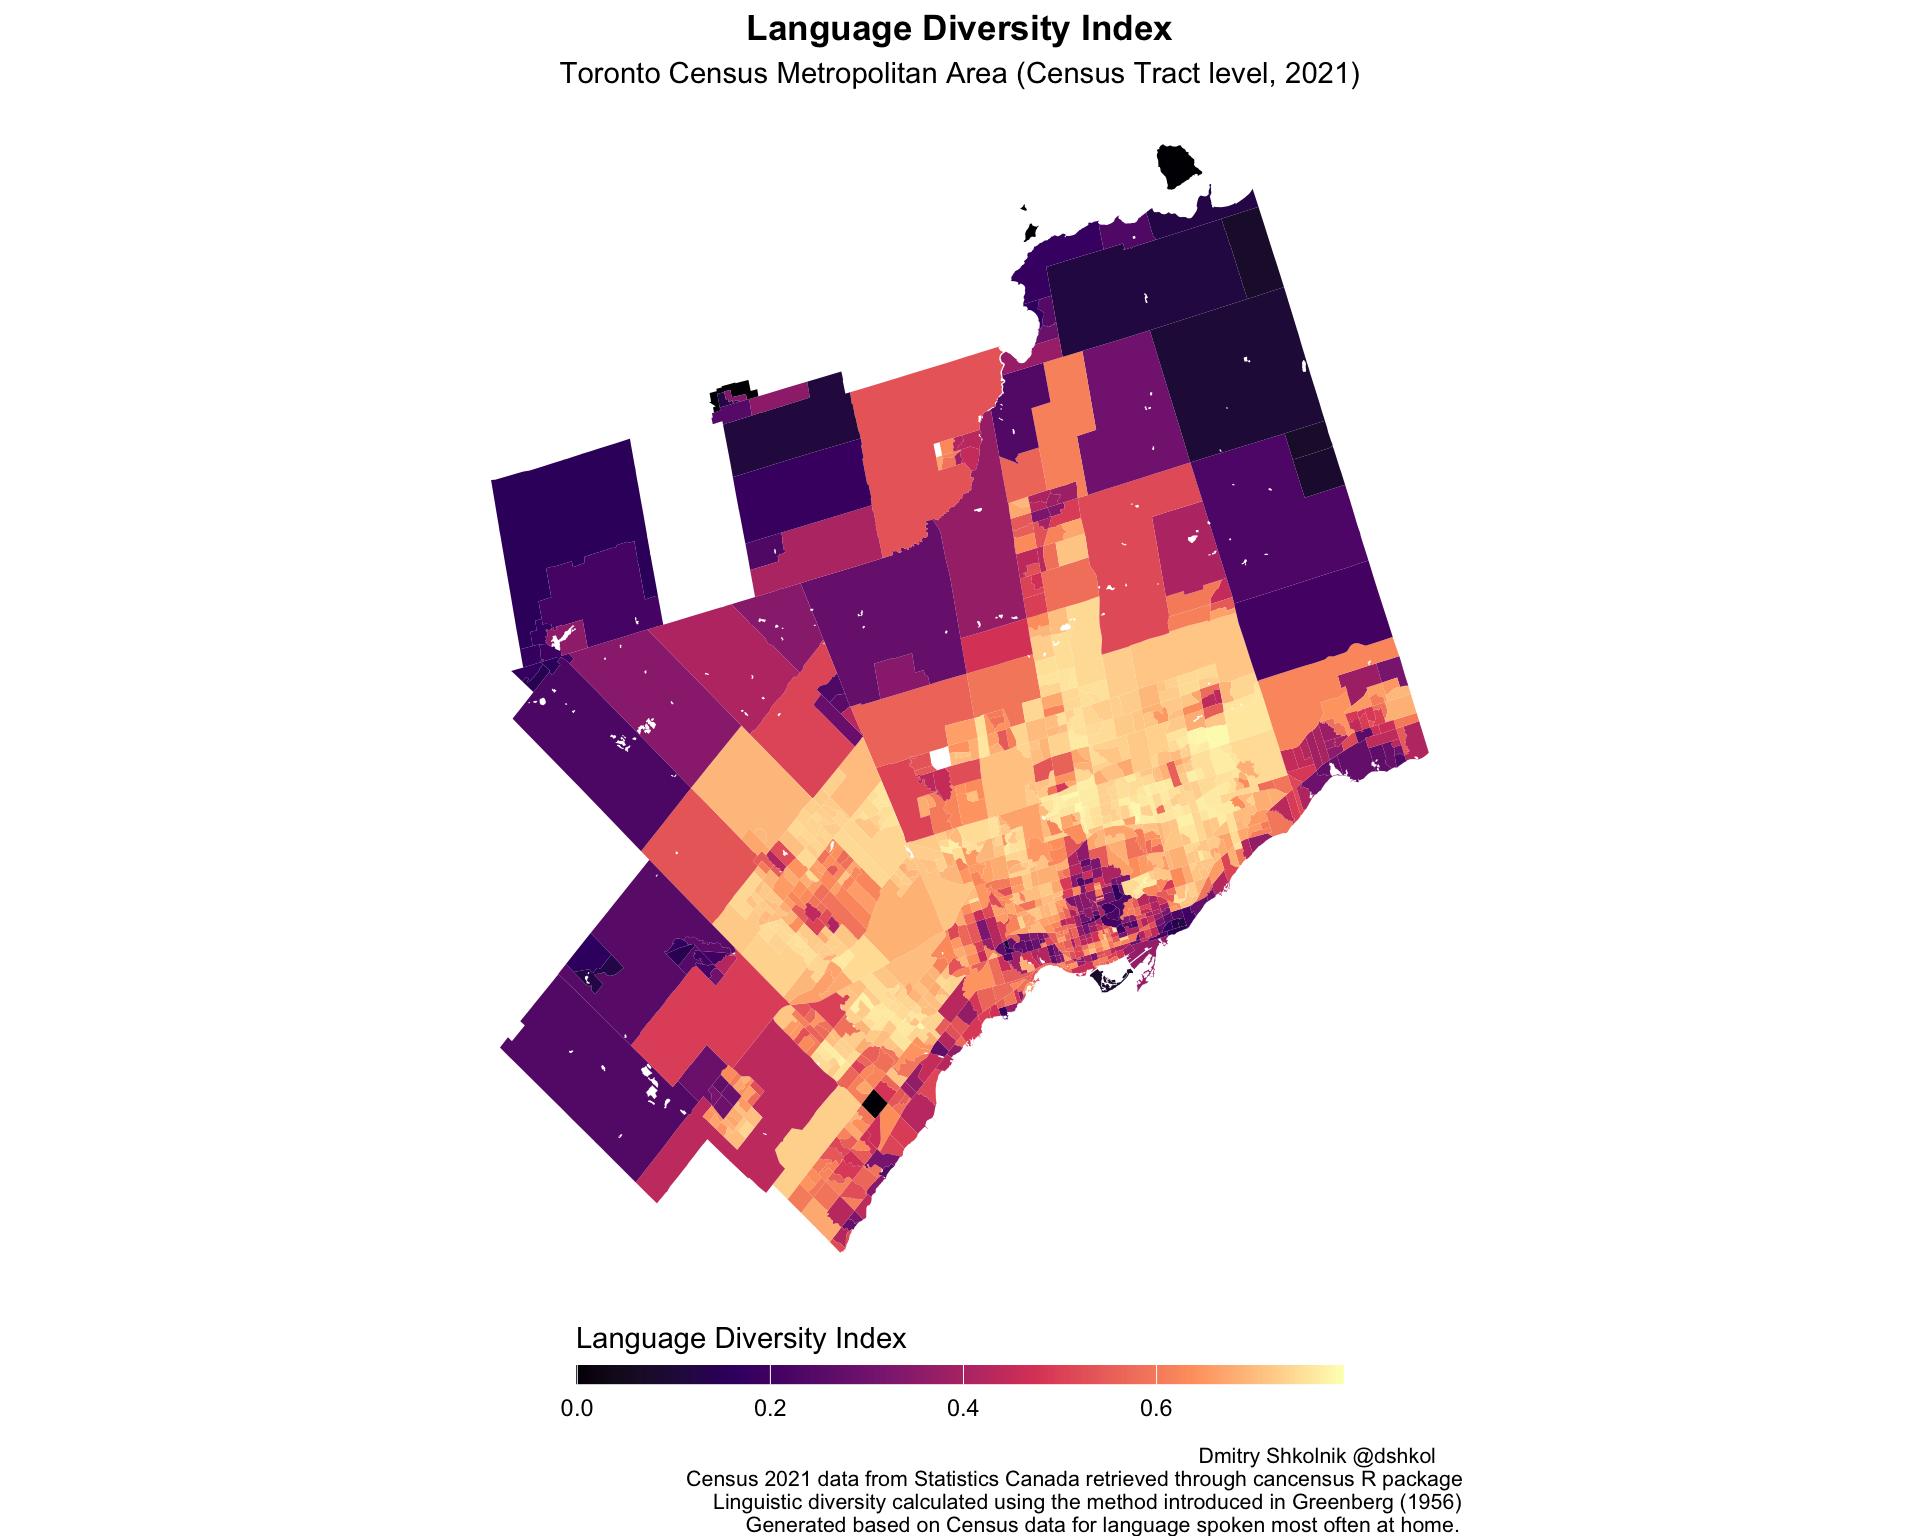 Language Diversity Index
Toronto Census Metropolitan Area (Census Tract level, 2021)
Language Diversity Index
0.0 0.2 0.4 0.6
Dmitry Shkolnik @dshkol
Census 2021 data from Statistics Canada retrieved through cancensus R package
Linguistic diversity calculated using the method introduced in Greenberg (1956)
Generated based on Census data for language spoken most often at home.